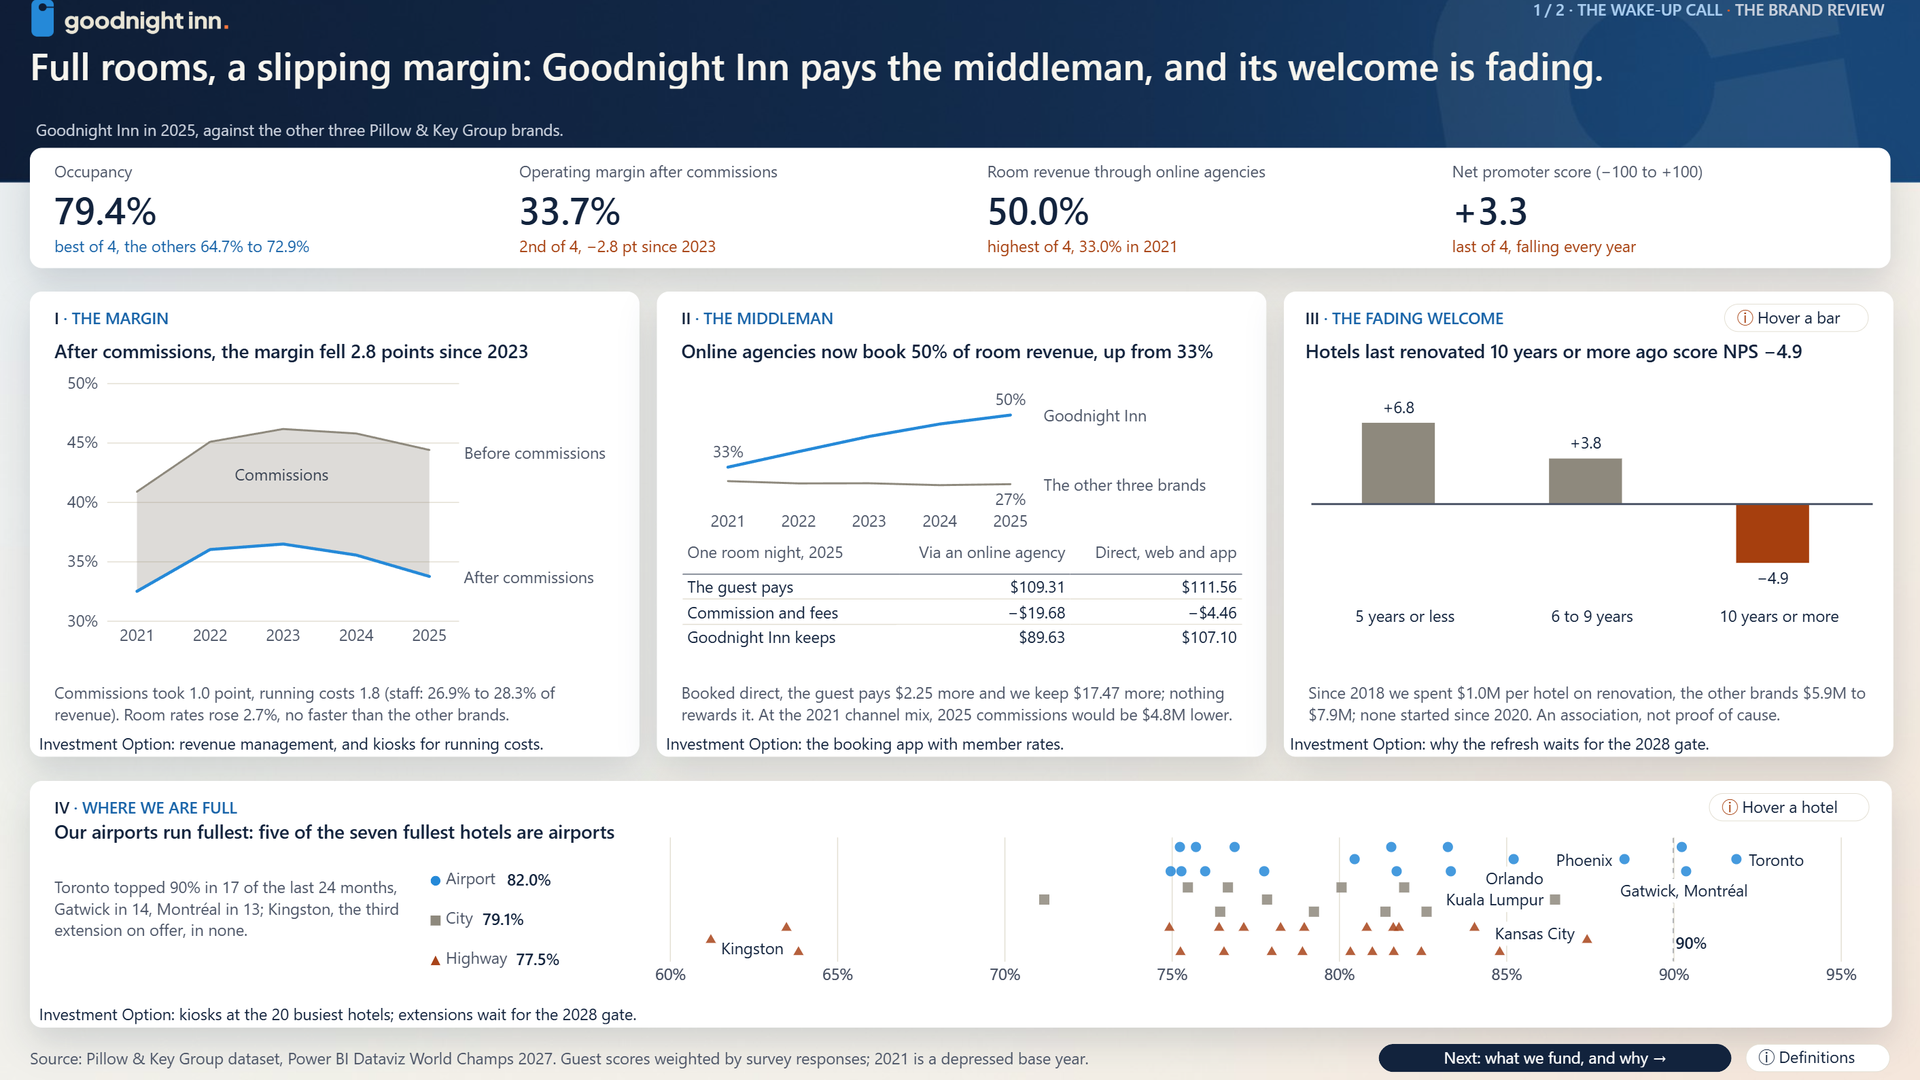 goodnight inn.
1 / 2 · THE WAKE-UP CALL · THE BRAND REVIEW
Full rooms, a slipping margin: Goodnight Inn pays the middleman, and its welcome is fading.
Goodnight Inn in 2025, against the other three Pillow & Key Group brands.
Occupancy
79.4%
best of 4, the others 64.7% to 72.9%
Operating margin after commissions
33.7%
2nd of 4, −2.8 pt since 2023
Room revenue through online agencies
50.0%
highest of 4, 33.0% in 2021
Net promoter score (−100 to +100)
+3.3
last of 4, falling every year
I · THE MARGIN
After commissions, the margin fell 2.8 points since 2023
50%
45%
40%
35%
30%
Commissions
Before commissions
After commissions
2021 2022 2023 2024 2025
Commissions took 1.0 point, running costs 1.8 (staff: 26.9% to 28.3% of
revenue). Room rates rose 2.7%, no faster than the other brands.
Investment Option: revenue management, and kiosks for running costs.
II · THE MIDDLEMAN
Online agencies now book 50% of room revenue, up from 33%
33%
50%
Goodnight Inn
The other three brands
27%
2021 2022 2023 2024 2025
One room night, 2025 Via an online agency Direct, web and app
The guest pays $109.31 $111.56
Commission and fees −$19.68 −$4.46
Goodnight Inn keeps $89.63 $107.10
Booked direct, the guest pays $2.25 more and we keep $17.47 more; nothing
rewards it. At the 2021 channel mix, 2025 commissions would be $4.8M lower.
Investment Option: the booking app with member rates.
III · THE FADING WELCOME
ⓘ Hover a bar
Hotels last renovated 10 years or more ago score NPS −4.9
+6.8
+3.8
−4.9
5 years or less 6 to 9 years 10 years or more
Since 2018 we spent $1.0M per hotel on renovation, the other brands $5.9M to
$7.9M; none started since 2020. An association, not proof of cause.
Investment Option: why the refresh waits for the 2028 gate.
IV · WHERE WE ARE FULL
ⓘ Hover a hotel
Our airports run fullest: five of the seven fullest hotels are airports
Toronto topped 90% in 17 of the last 24 months,
Gatwick in 14, Montréal in 13; Kingston, the third
extension on offer, in none.
Airport 82.0%
City 79.1%
Highway 77.5%
Phoenix
Toronto
Orlando
Gatwick, Montréal
Kuala Lumpur
Kansas City
Kingston
90%
60% 65% 70% 75% 80% 85% 90% 95%
Investment Option: kiosks at the 20 busiest hotels; extensions wait for the 2028 gate.
Source: Pillow & Key Group dataset, Power BI Dataviz World Champs 2027. Guest scores weighted by survey responses; 2021 is a depressed base year.
Next: what we fund, and why →
ⓘ Definitions